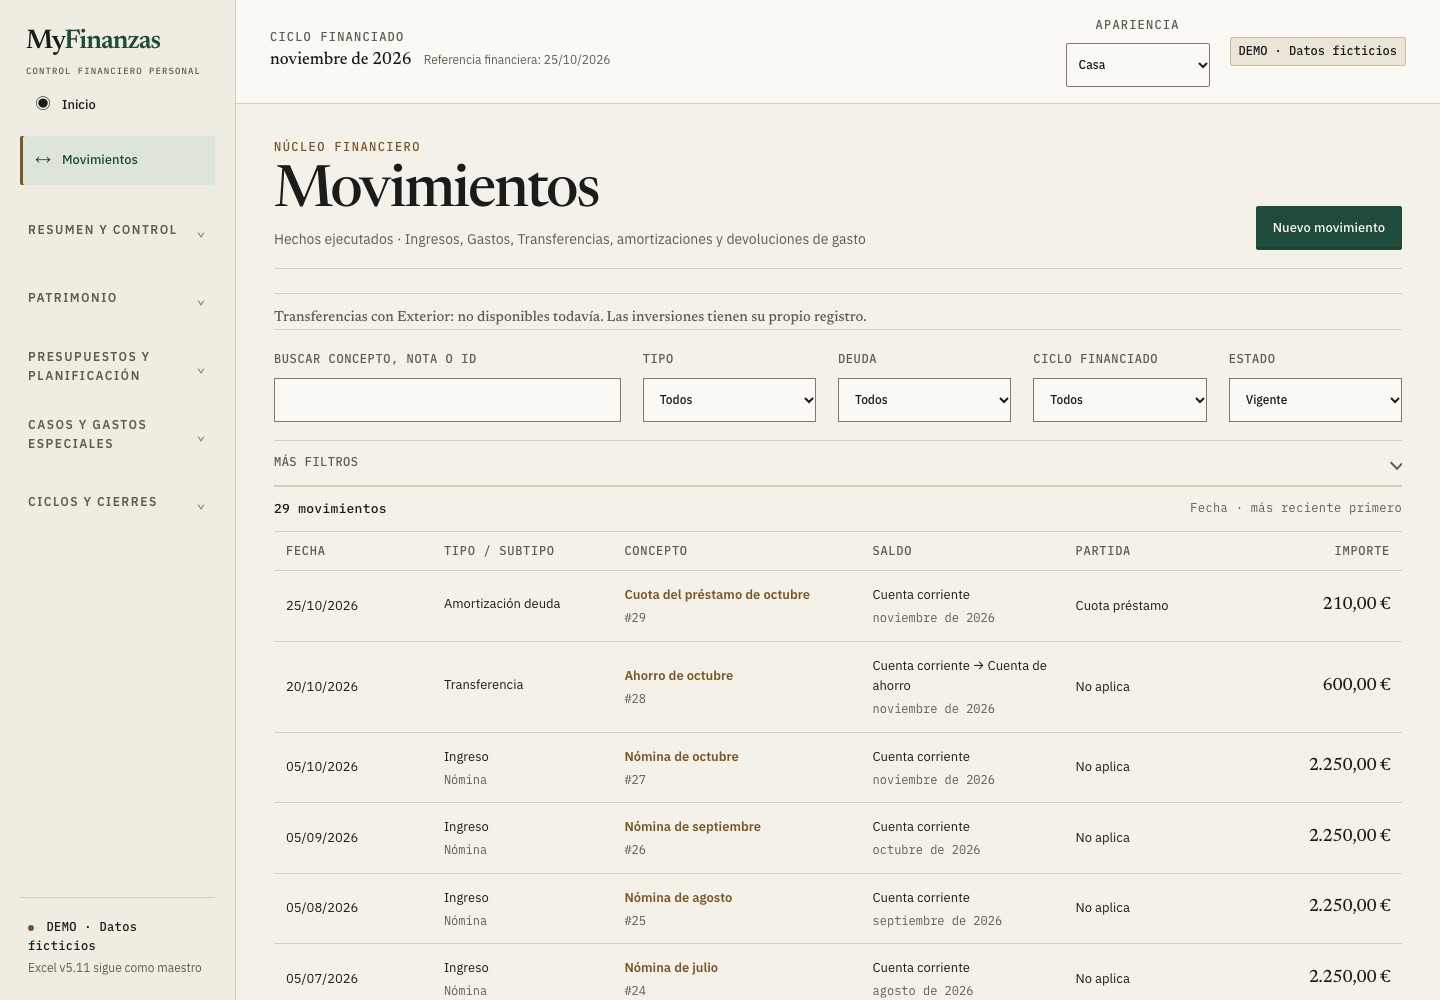 MyFinanzas
CONTROL FINANCIERO PERSONAL
Inicio
Movimientos
RESUMEN Y CONTROL
PATRIMONIO
PRESUPUESTOS Y
PLANIFICACIÓN
CASOS Y GASTOS
ESPECIALES
CICLOS Y CIERRES
DEMO · Datos
ficticios
Excel v5.11 sigue como maestro
CICLO FINANCIADO
noviembre de 2026 Referencia financiera: 25/10/2026
APARIENCIA
Casa
DEMO · Datos ficticios
NÚCLEO FINANCIERO
Movimientos
Hechos ejecutados · Ingresos, Gastos, Transferencias, amortizaciones y devoluciones de gasto
Nuevo movimiento
Transferencias con Exterior: no disponibles todavía. Las inversiones tienen su propio registro.
BUSCAR CONCEPTO, NOTA O ID TIPO DEUDA CICLO FINANCIADO ESTADO
Todos Todos Todos Vigente
MÁS FILTROS
29 movimientos Fecha · más reciente primero
FECHA TIPO / SUBTIPO CONCEPTO SALDO PARTIDA IMPORTE
25/10/2026 Amortización deuda Cuota del préstamo de octubre Cuenta corriente Cuota préstamo 210,00 €
#29 noviembre de 2026
20/10/2026 Transferencia Ahorro de octubre Cuenta corriente → Cuenta de No aplica 600,00 €
ahorro
#28 noviembre de 2026
05/10/2026 Ingreso Nómina de octubre Cuenta corriente No aplica 2.250,00 €
Nómina #27 noviembre de 2026
05/09/2026 Ingreso Nómina de septiembre Cuenta corriente No aplica 2.250,00 €
Nómina #26 octubre de 2026
05/08/2026 Ingreso Nómina de agosto Cuenta corriente No aplica 2.250,00 €
Nómina #25 septiembre de 2026
05/07/2026 Ingreso Nómina de julio Cuenta corriente No aplica 2.250,00 €
Nómina #24 agosto de 2026